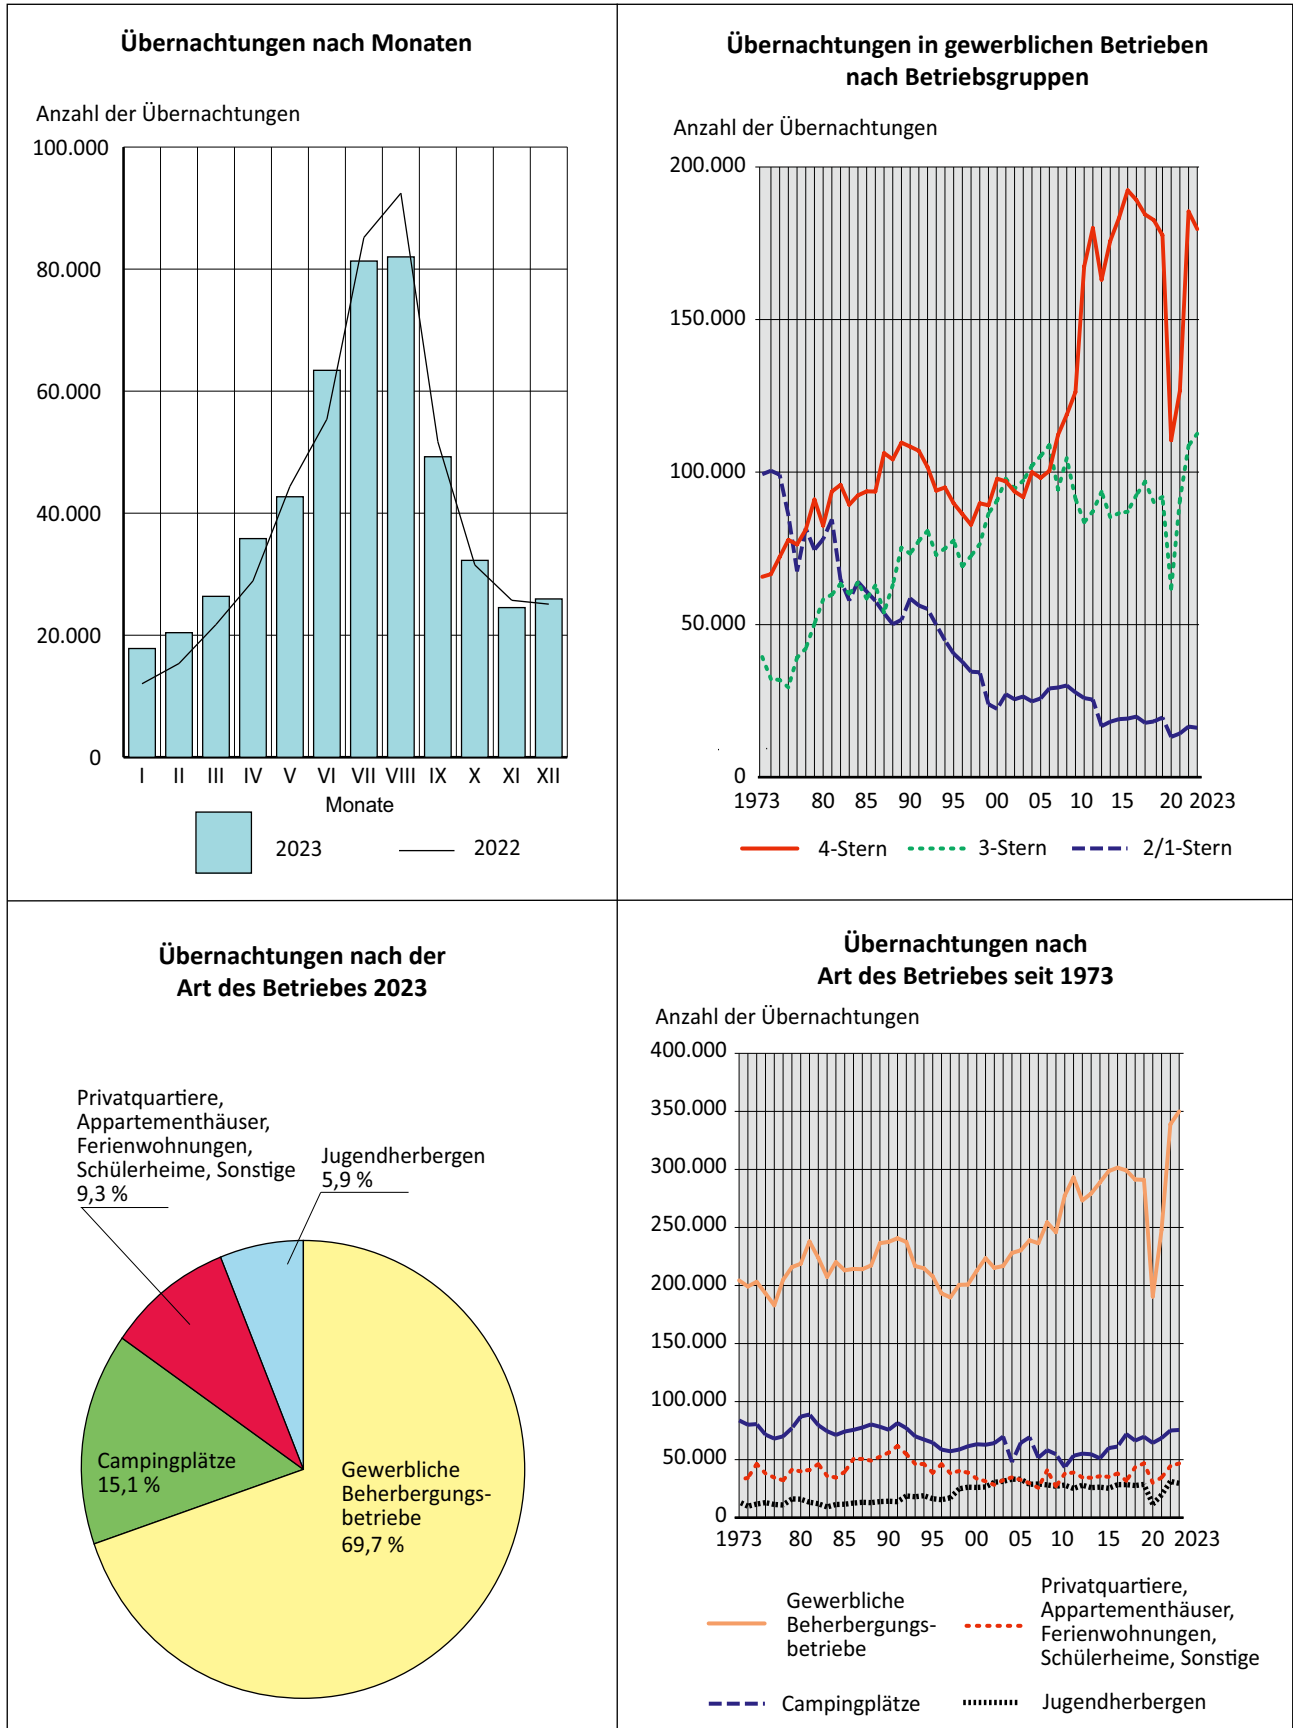 Übernachtungen nach Monaten
Anzahl der Übernachtungen
100.000
80.000
60.000
40.000
20.000
0
I II III IV V VI VII VIII IX X XI XII
Monate
2023 2022
Übernachtungen in gewerblichen Betrieben
nach Betriebsgruppen
Anzahl der Übernachtungen
200.000
150.000
100.000
50.000
0
1973 80 85 90 95 00 05 10 15 20 2023
4-Stern 3-Stern 2/1-Stern
Übernachtungen nach der
Art des Betriebes 2023
Privatquartiere,
Appartementhäuser,
Ferienwohnungen,
Schülerheime, Sonstige
9,3 %
Jugendherbergen
5,9 %
Campingplätze
15,1 %
Gewerbliche
Beherbergungs-
betriebe
69,7 %
Übernachtungen nach
Art des Betriebes seit 1973
Anzahl der Übernachtungen
400.000
350.000
300.000
250.000
200.000
150.000
100.000
50.000
0
1973 80 85 90 95 00 05 10 15 20 2023
Gewerbliche
Beherbergungs-
betriebe
Privatquartiere,
Appartementhäuser,
Ferienwohnungen,
Schülerheime, Sonstige
Campingplätze
Jugendherbergen